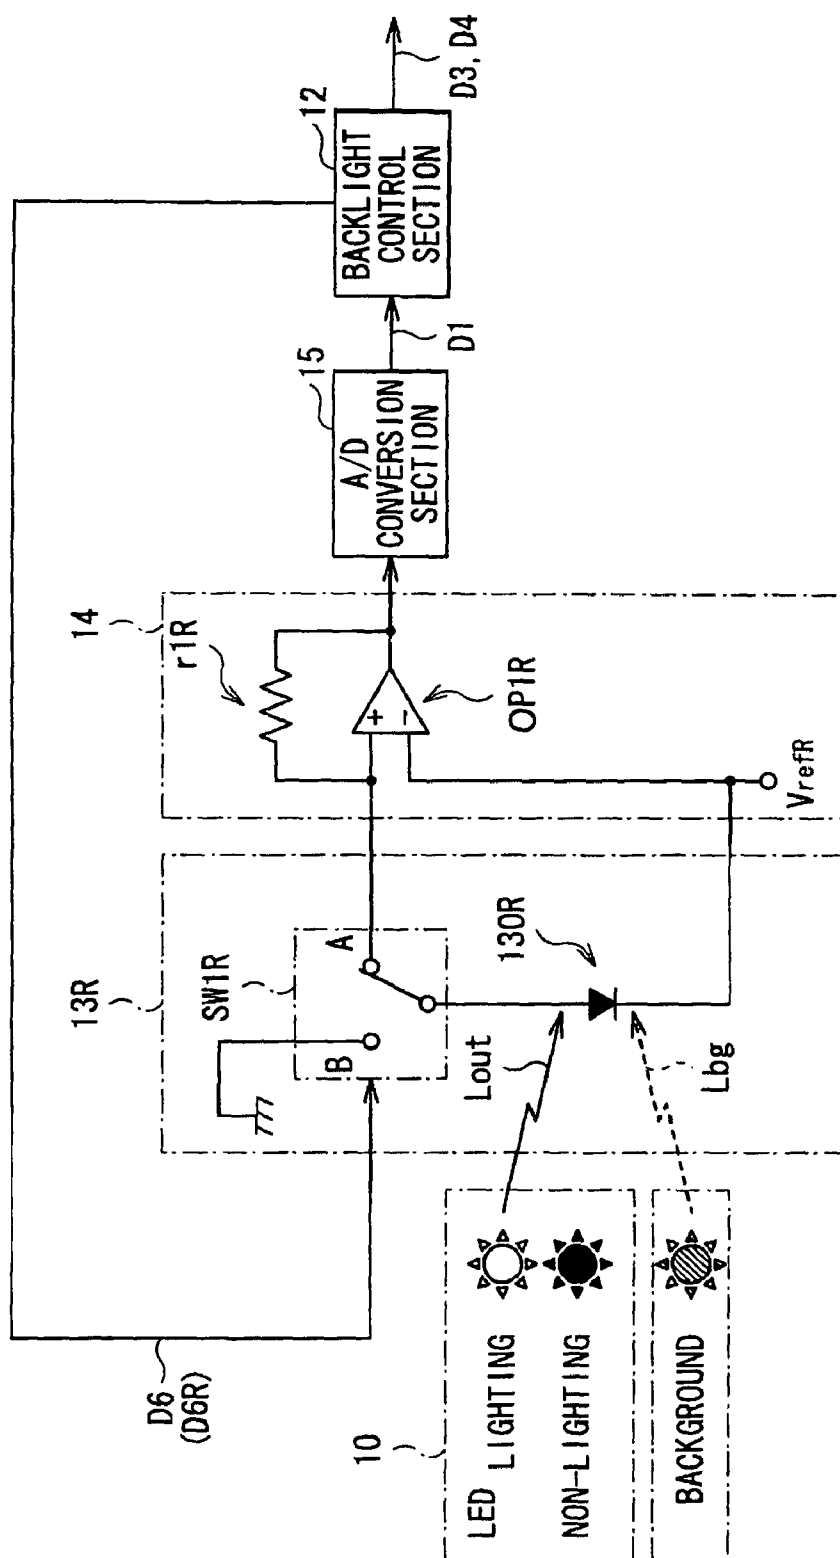 D6
(D6R)
13R
14
r1R
15
12
SW1R
B
A
+
-
OP1R
A/D
CONVERSION
SECTION
D1
BACKLIGHT
CONTROL
SECTION
D3, D4
10
LED
LIGHTING
NON-LIGHTING
BACKGROUND
Lout
Lbg
130R
VrefR